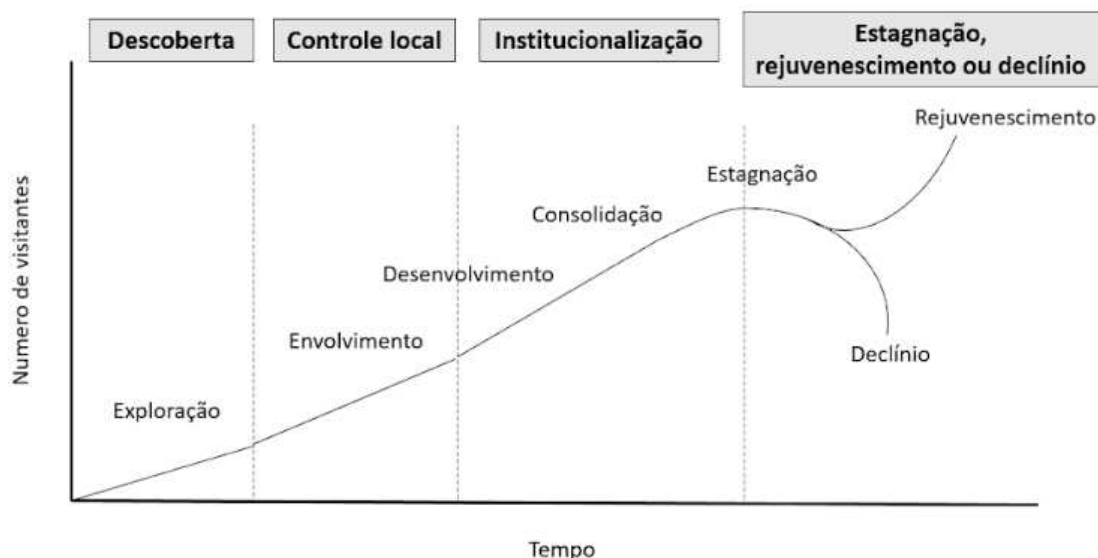 Descoberta
Controle local
Institucionalização
Estagnação,
rejuvenescimento ou declínio
Rejuvenescimento
Estagnação
Consolidação
Desenvolvimento
Envolvimento
Declínio
Exploração
Numero de visitantes
Tempo